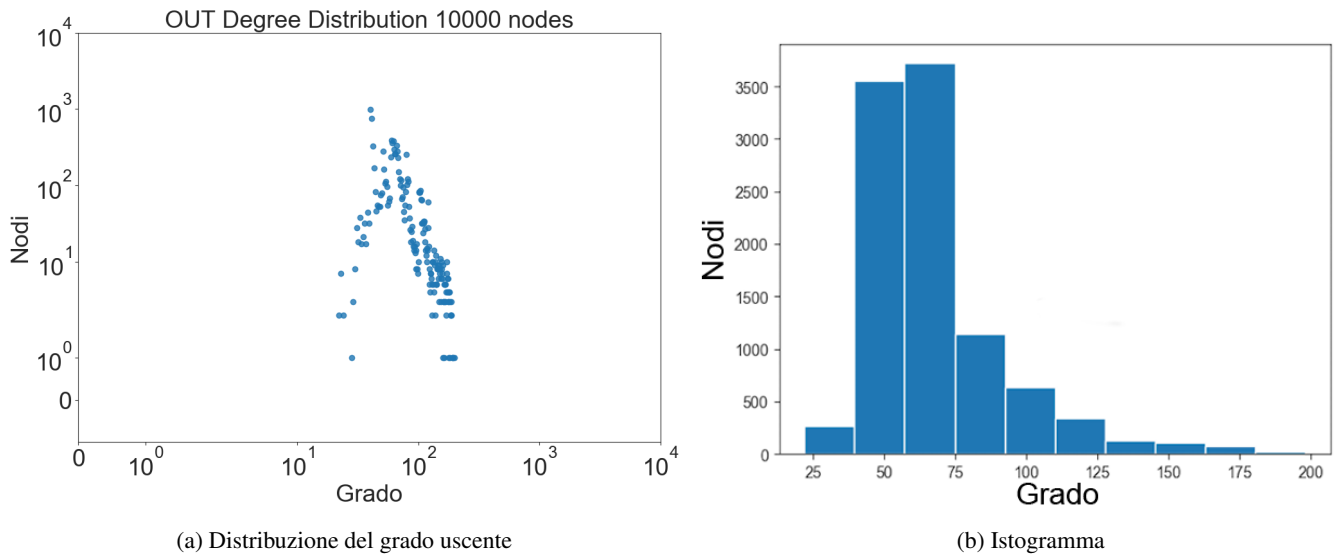 OUT Degree Distribution 10000 nodes
10^4
10^3
10^2
10^1
10^0
0
Nodi
0 10^0 10^1 10^2 10^3 10^4
Grado
(a) Distribuzione del grado uscente
3500
3000
2500
2000
1500
1000
500
0
Nodi
25 50 75 100 125 150 175 200
Grado
(b) Istogramma